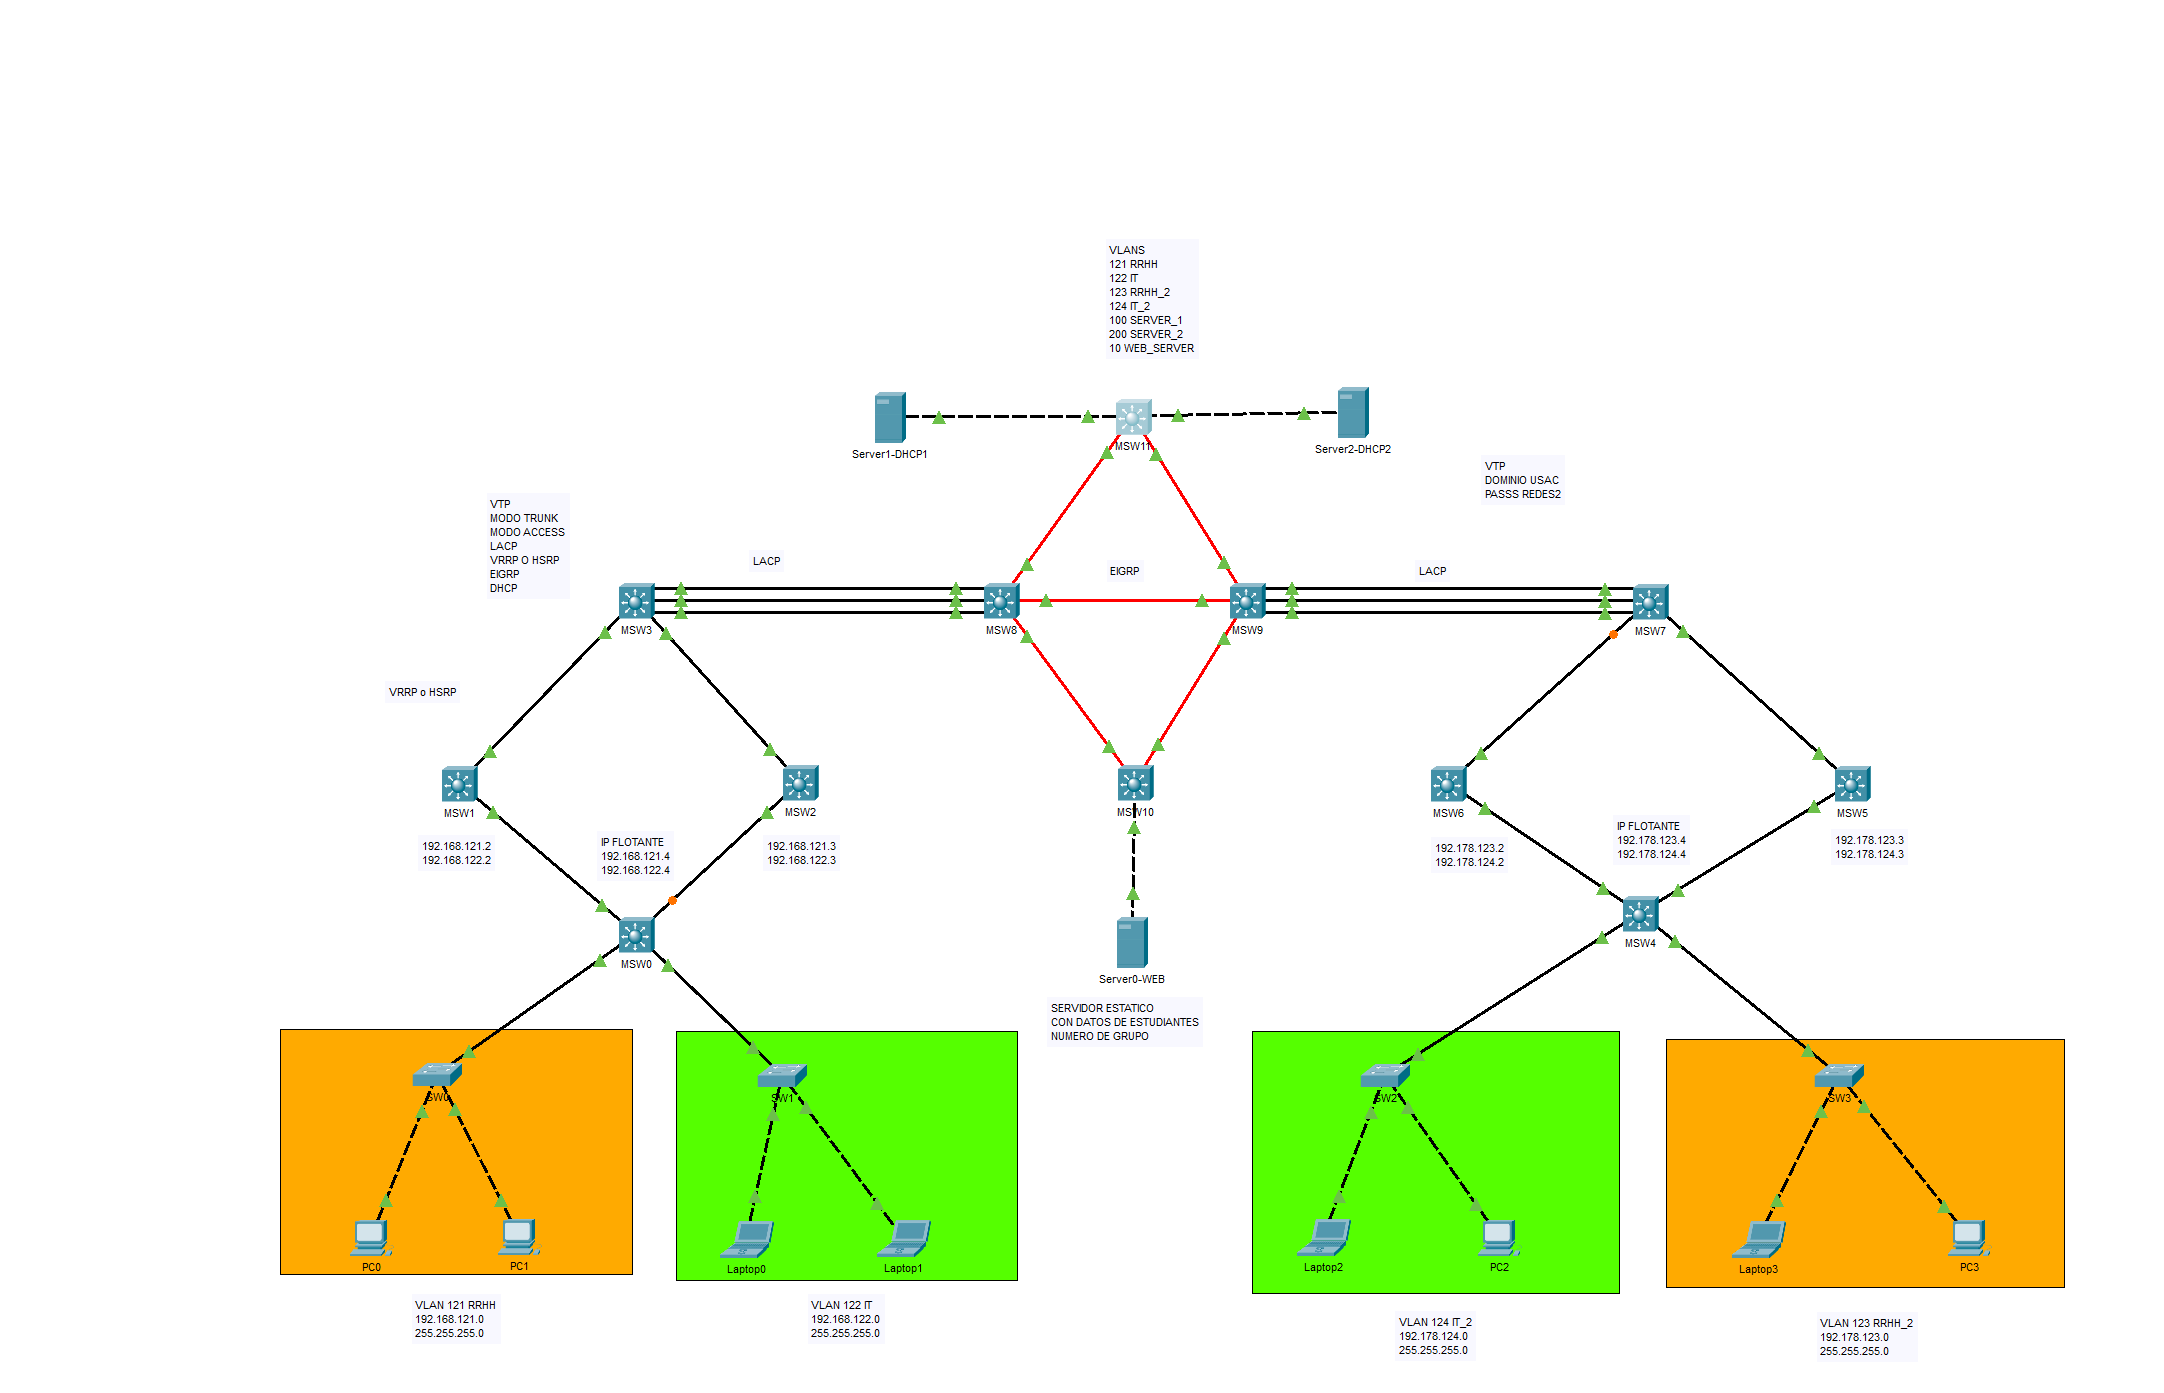 VLANS
121 RRHH
122 IT
123 RRHH_2
124 IT_2
100 SERVER_1
200 SERVER_2
10 WEB_SERVER
Server1-DHCP1
MSW11
Server2-DHCP2
VTP
DOMINIO USAC
PASSS REDES2
VTP
MODO TRUNK
MODO ACCESS
LACP
VRRP O HSRP
EIGRP
DHCP
LACP
EIGRP
LACP
MSW3
MSW8
MSW9
MSW7
VRRP o HSRP
MSW1
MSW2
MSW10
MSW6
MSW5
192.168.121.2
192.168.122.2
IP FLOTANTE
192.168.121.4
192.168.122.4
192.168.121.3
192.168.122.3
192.178.123.2
192.178.124.2
IP FLOTANTE
192.178.123.4
192.178.124.4
192.178.123.3
192.178.124.3
MSW0
Server0-WEB
MSW4
SERVIDOR ESTATICO
CON DATOS DE ESTUDIANTES
NUMERO DE GRUPO
SW0
SW1
SW2
SW3
PC0
PC1
Laptop0
Laptop1
Laptop2
PC2
Laptop3
PC3
VLAN 121 RRHH
192.168.121.0
255.255.255.0
VLAN 122 IT
192.168.122.0
255.255.255.0
VLAN 124 IT_2
192.178.124.0
255.255.255.0
VLAN 123 RRHH_2
192.178.123.0
255.255.255.0